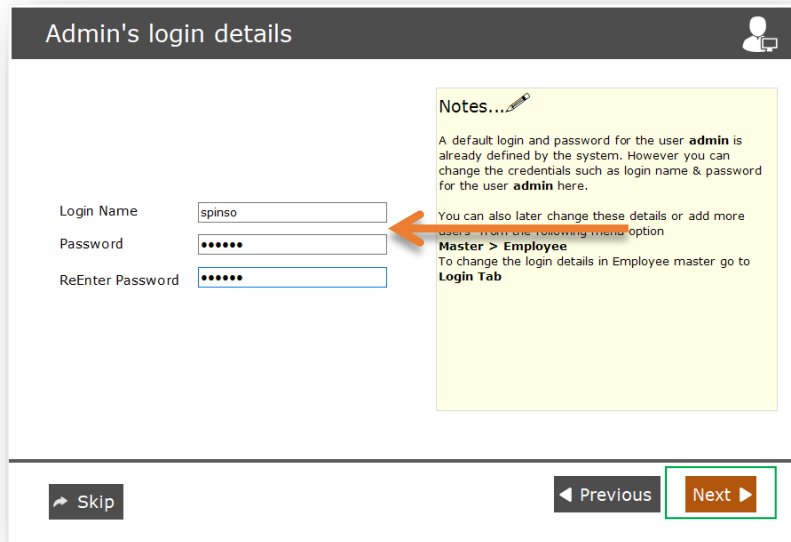 Admin's login details
Notes...
A default login and password for the user admin is
already defined by the system. However you can
change the credentials such as login name & password
for the user admin here.
Login Name
spinso
You can also later change these details or add more
users from the following menu option
Password
••••••
Master > Employee
To change the login details in Employee master go to
Login Tab
ReEnter Password
••••••
Skip
Previous
Next